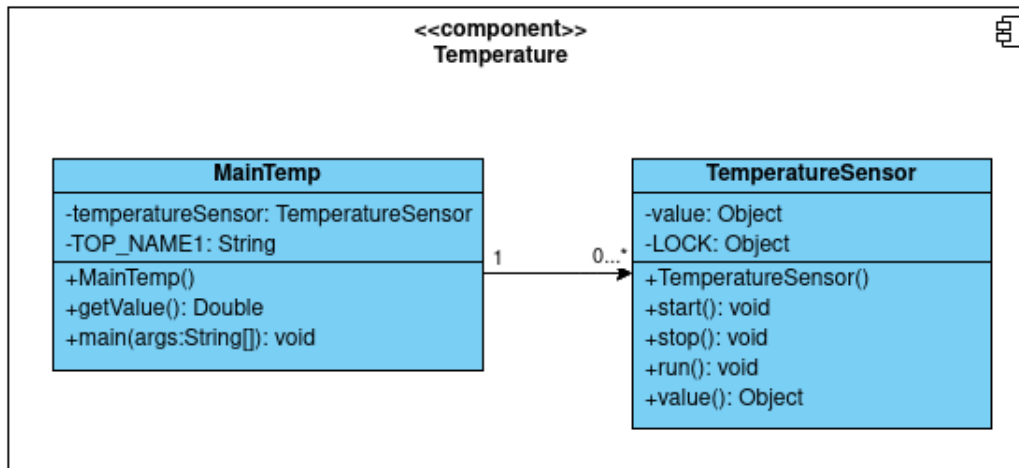 <<component>>
Temperature
MainTemp
-temperatureSensor: TemperatureSensor
-TOP_NAME1: String
+MainTemp()
+getValue(): Double
+main(args:String[]): void
1
0...*
TemperatureSensor
-value: Object
-LOCK: Object
+TemperatureSensor()
+start(): void
+stop(): void
+run(): void
+value(): Object